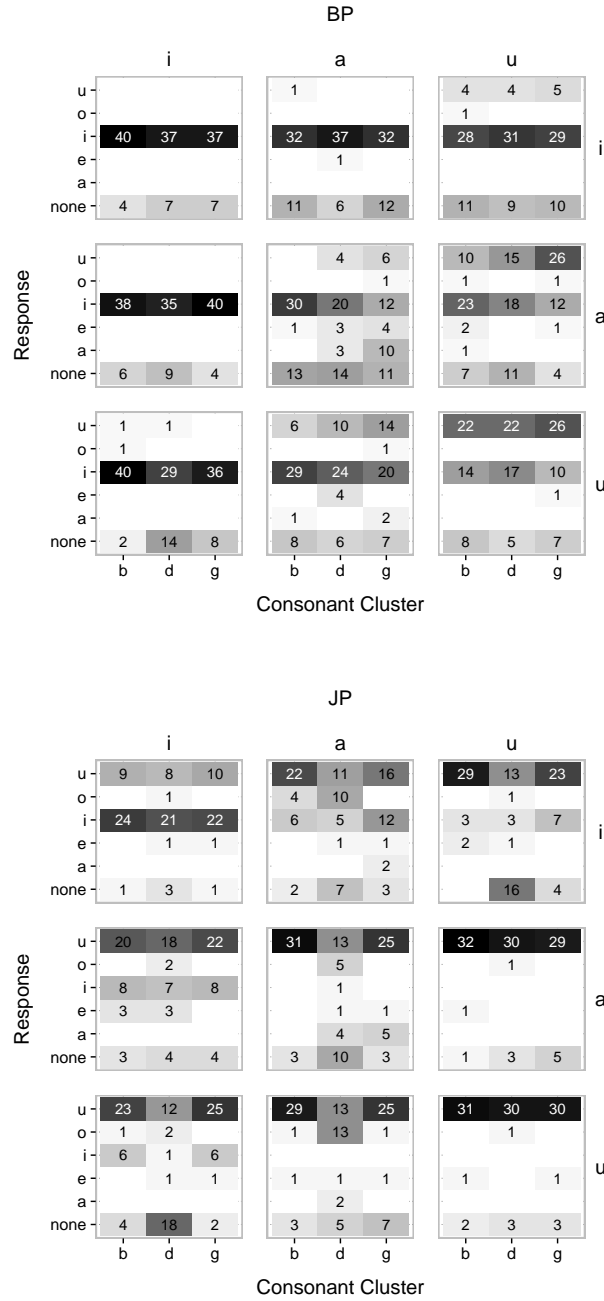 BP
i a u
u 1 4 4 5
o 1
i 40 37 37 32 37 32 28 31 29 i
e 1
a
none 4 7 7 11 6 12 11 9 10
u 4 6 10 15 26
o 1 1 1
i 38 35 40 30 20 12 23 18 12 a
e 1 3 4 2 1
a 3 10 1
none 6 9 4 13 14 11 7 11 4
Response
u 1 1 6 10 14 22 22 26
o 1 1
i 40 29 36 29 24 20 14 17 10 u
e 4 1
a 1 2
none 2 14 8 8 6 7 8 5 7
b d g b d g b d g
Consonant Cluster
JP
i a u
u 9 8 10 22 11 16 29 13 23
o 1 4 10 1
i 24 21 22 6 5 12 3 3 7 i
e 1 1 1 1 2 1
a 2
none 1 3 1 2 7 3 16 4
u 20 18 22 31 13 25 32 30 29
o 2 5 1
i 8 7 8 1 a
e 3 3 1 1 1
a 4 5
none 3 4 4 3 10 3 1 3 5
Response
u 23 12 25 29 13 25 31 30 30
o 1 2 1 13 1 1
i 6 1 6 u
e 1 1 1 1 1 1 1
a 2
none 4 18 2 3 5 7 2 3 3
b d g b d g b d g
Consonant Cluster